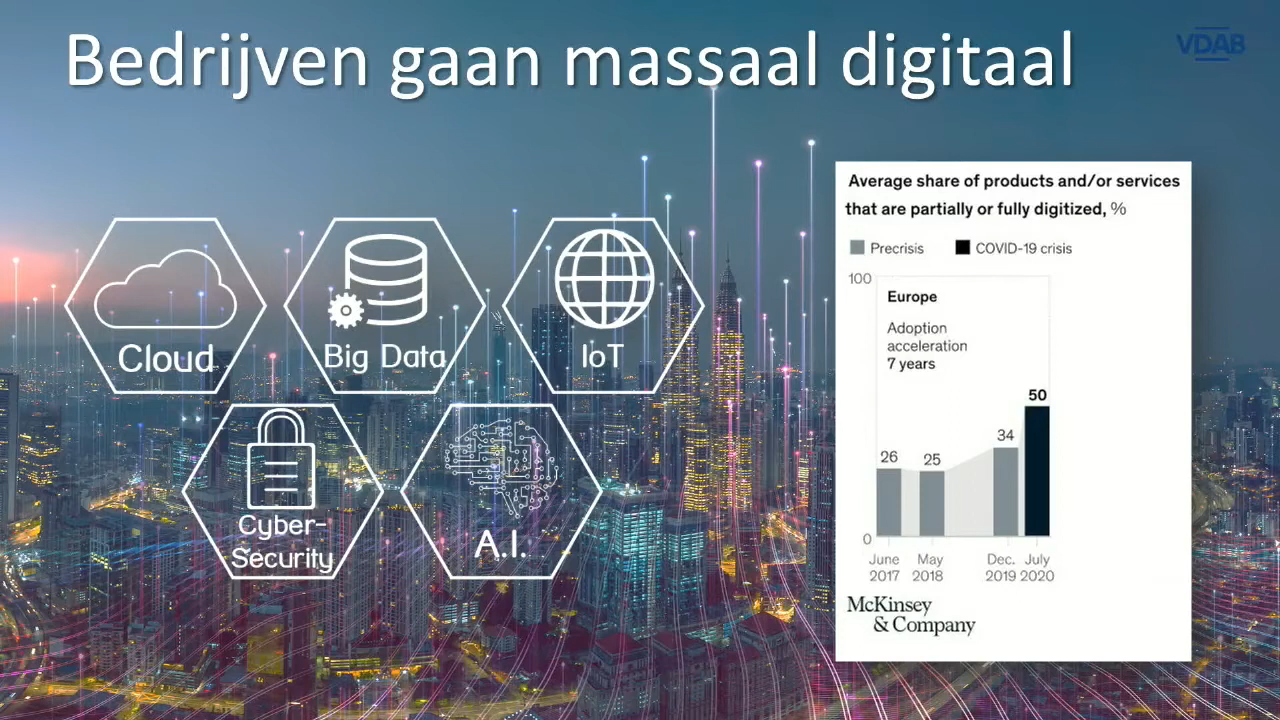 Bedrijven gaan massaal digitaal
VDAB
Cloud
Big Data
IoT
Cyber-
Security
A.I.
Average share of products and/or services
that are partially or fully digitized, %
Precrisis
COVID-19 crisis
100
Europe
Adoption
acceleration
7 years
26
25
34
50
0
June
2017
May
2018
Dec.
2019
July
2020
McKinsey
& Company